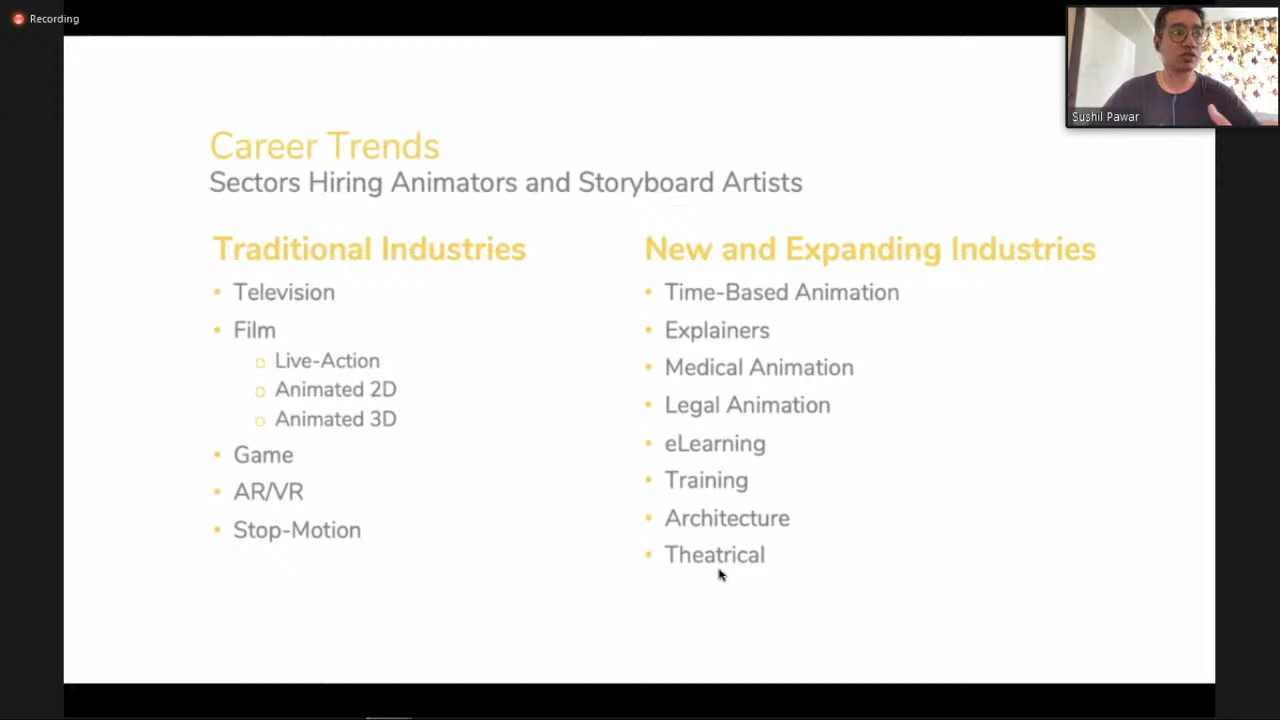 Recording
Sushil Pawar
Career Trends
Sectors Hiring Animators and Storyboard Artists
Traditional Industries
Television
Film
Live-Action
Animated 2D
Animated 3D
Game
AR/VR
Stop-Motion
New and Expanding Industries
Time-Based Animation
Explainers
Medical Animation
Legal Animation
eLearning
Training
Architecture
Theatrical